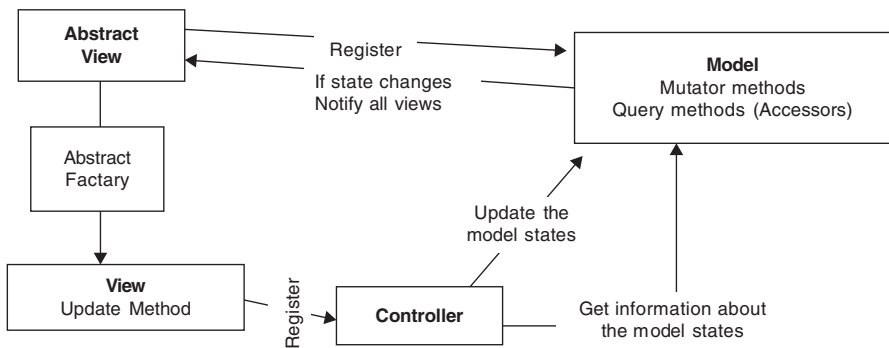 Abstract
View
Register
If state changes
Notify all views
Model
Mutator methods
Query methods (Accessors)
Abstract
Factary
Update the
model states
View
Update Method
Register
Controller
Get information about
the model states